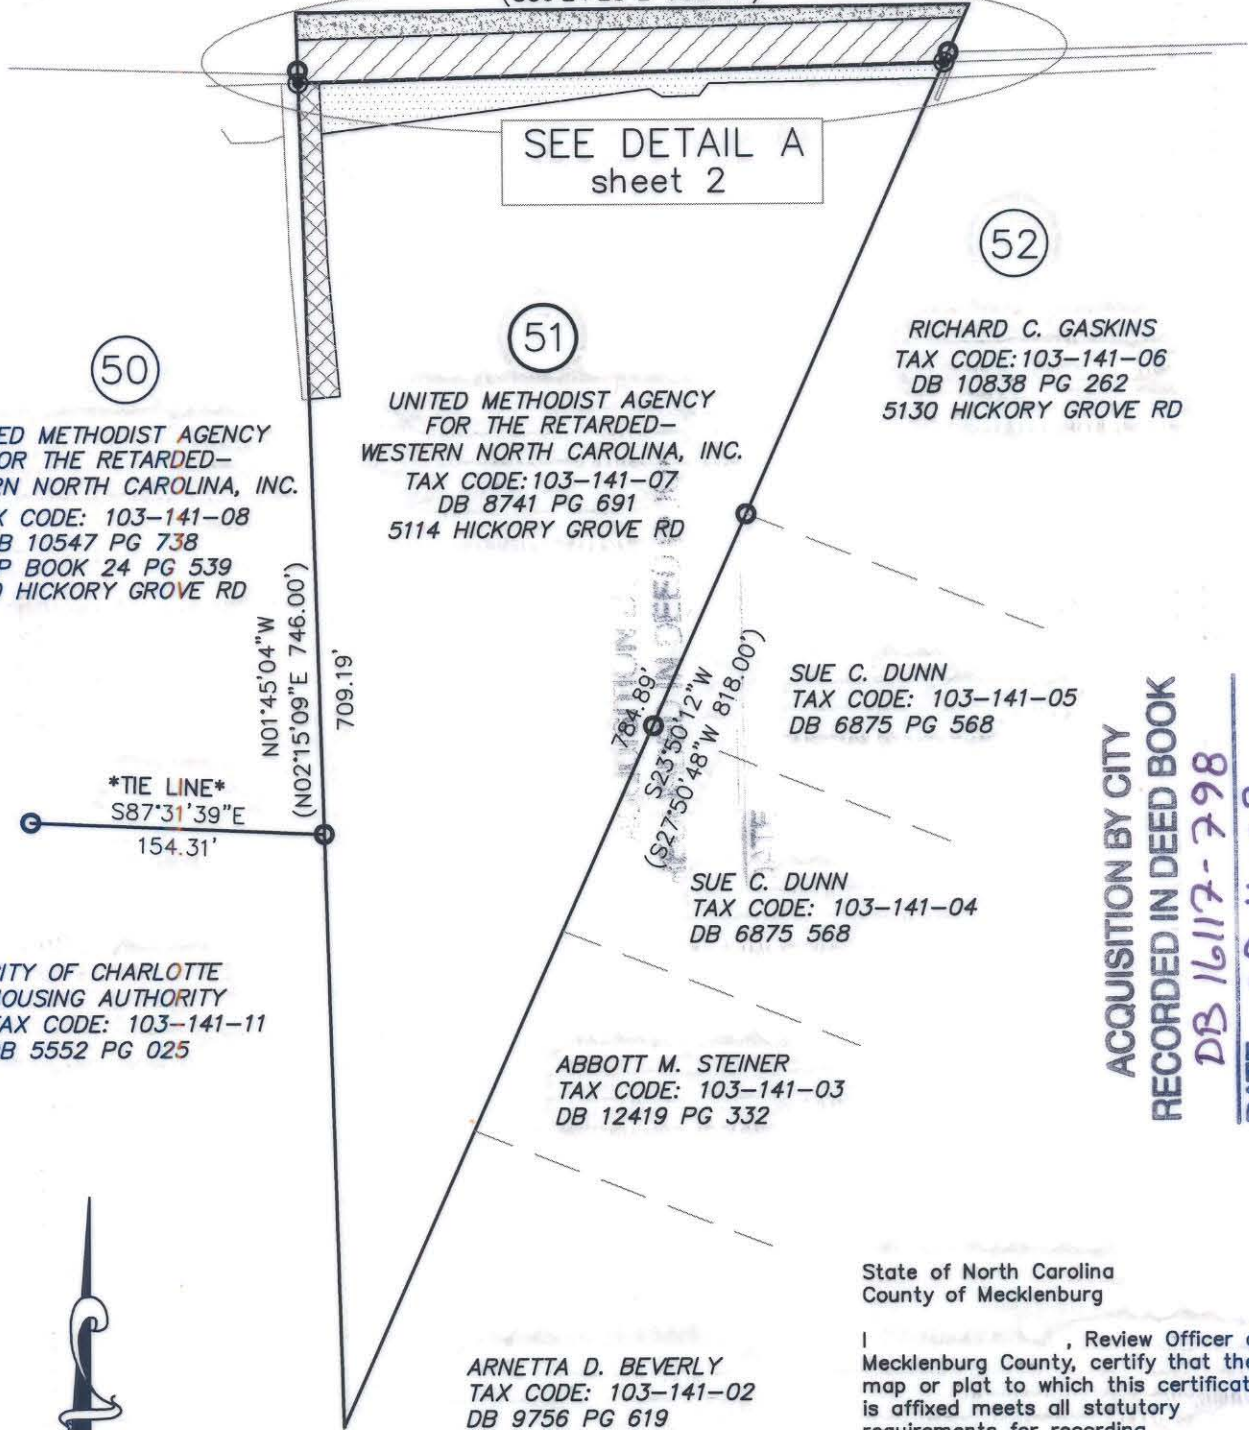 SEE DETAIL A
sheet 2
52
RICHARD C. GASKINS
TAX CODE: 103-141-06
DB 10838 PG 262
5130 HICKORY GROVE RD
51
UNITED METHODIST AGENCY
FOR THE RETARDED-
WESTERN NORTH CAROLINA, INC.
TAX CODE: 103-141-07
DB 8741 PG 691
5114 HICKORY GROVE RD
50
ED METHODIST AGENCY
OR THE RETARDED-
RN NORTH CAROLINA, INC.
X CODE: 103-141-08
B 10547 PG 738
P BOOK 24 PG 539
HICKORY GROVE RD
N01°45'04"W
(N02°15'09"E 746.00')
709.19'
784.89'
S23°50'12"W
(S27°50'48"W 818.00')
SUE C. DUNN
TAX CODE: 103-141-05
DB 6875 PG 568
*TIE LINE*
S87°31'39"E
154.31'
SUE C. DUNN
TAX CODE: 103-141-04
DB 6875 568
ITY OF CHARLOTTE
HOUSING AUTHORITY
TAX CODE: 103-141-11
DB 5552 PG 025
ABBOTT M. STEINER
TAX CODE: 103-141-03
DB 12419 PG 332
ACQUISITION BY CITY
RECORDED IN DEED BOOK
DB 16117-798
ARNETTA D. BEVERLY
TAX CODE: 103-141-02
DB 9756 PG 619
State of North Carolina
County of Mecklenburg
I , Review Officer
Mecklenburg County, certify that the
map or plat to which this certificat
is affixed meets all statutory
requirements for recording